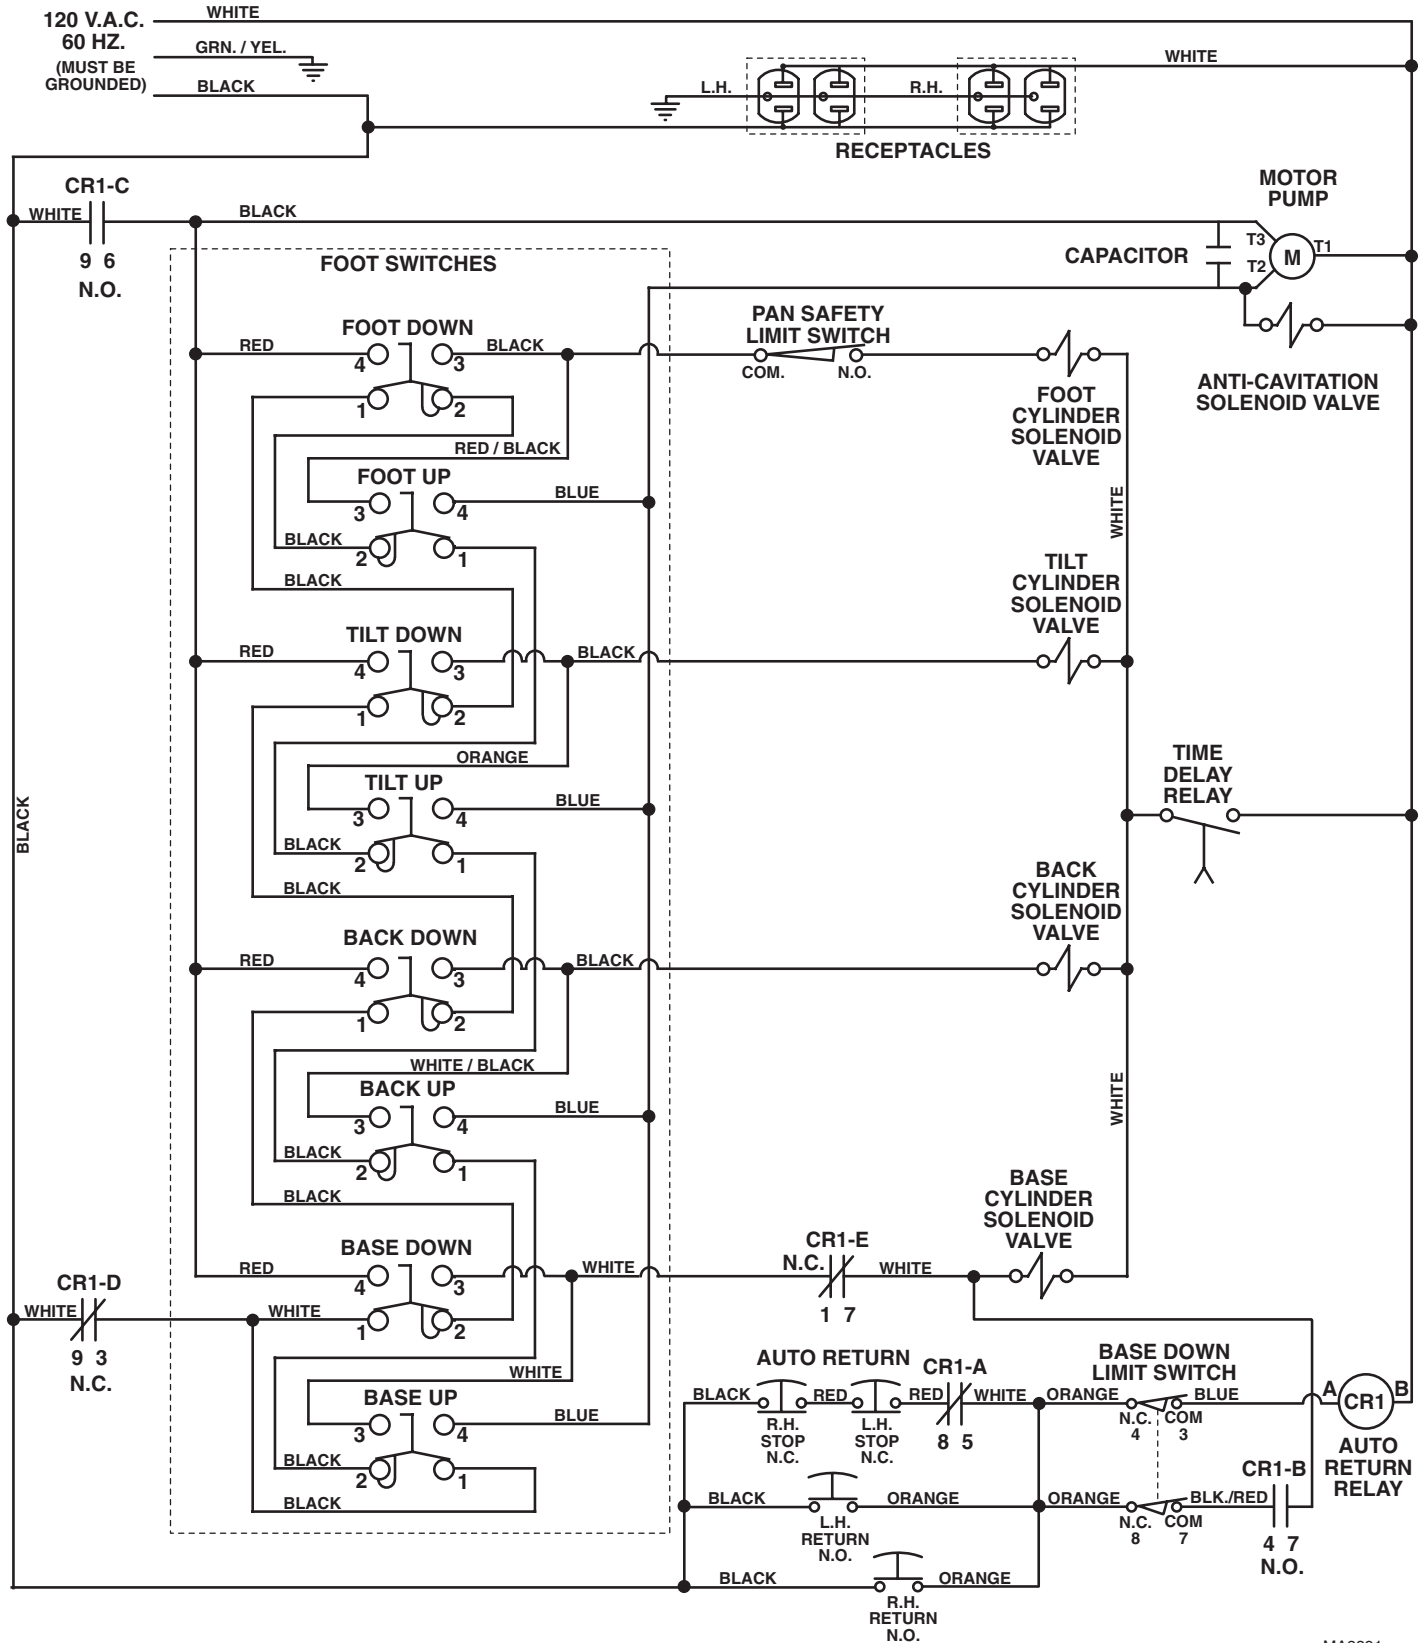 120 V.A.C.
60 HZ.
(MUST BE
GROUNDED)
WHITE
GRN. / YEL.
BLACK
L.H.
R.H.
WHITE
RECEPTACLES
CR1-C
WHITE
BLACK
9 6
N.O.
MOTOR
PUMP
CAPACITOR
T3
T2
M
T1
FOOT SWITCHES
PAN SAFETY
LIMIT SWITCH
COM.
N.O.
ANTI-CAVITATION
SOLENOID VALVE
FOOT DOWN
RED
4
3
BLACK
1
2
FOOT
CYLINDER
SOLENOID
VALVE
RED / BLACK
FOOT UP
3
4
BLUE
WHITE
BLACK
2
1
BLACK
TILT
CYLINDER
SOLENOID
VALVE
TILT DOWN
RED
4
3
BLACK
1
2
ORANGE
TILT UP
3
4
BLUE
TIME
DELAY
RELAY
BLACK
BLACK
2
1
BLACK
BACK
CYLINDER
SOLENOID
VALVE
BACK DOWN
RED
4
3
BLACK
1
2
WHITE / BLACK
BACK UP
3
4
BLUE
WHITE
BLACK
2
1
BLACK
BASE
CYLINDER
SOLENOID
VALVE
BASE DOWN
RED
4
3
WHITE
CR1-E
N.C.
WHITE
1 7
CR1-D
WHITE
WHITE
1
2
9 3
N.C.
WHITE
BASE UP
3
4
BLUE
BLACK
2
1
BLACK
AUTO RETURN
CR1-A
BASE DOWN
LIMIT SWITCH
BLACK
RED
RED
WHITE
ORANGE
BLUE
A
CR1
B
R.H.
STOP
N.C.
L.H.
STOP
N.C.
8 5
N.C.
4
COM
3
AUTO
RETURN
RELAY
CR1-B
BLACK
ORANGE
ORANGE
BLK./RED
L.H.
RETURN
N.O.
N.C.
8
COM
7
4 7
N.O.
BLACK
ORANGE
R.H.
RETURN
N.O.